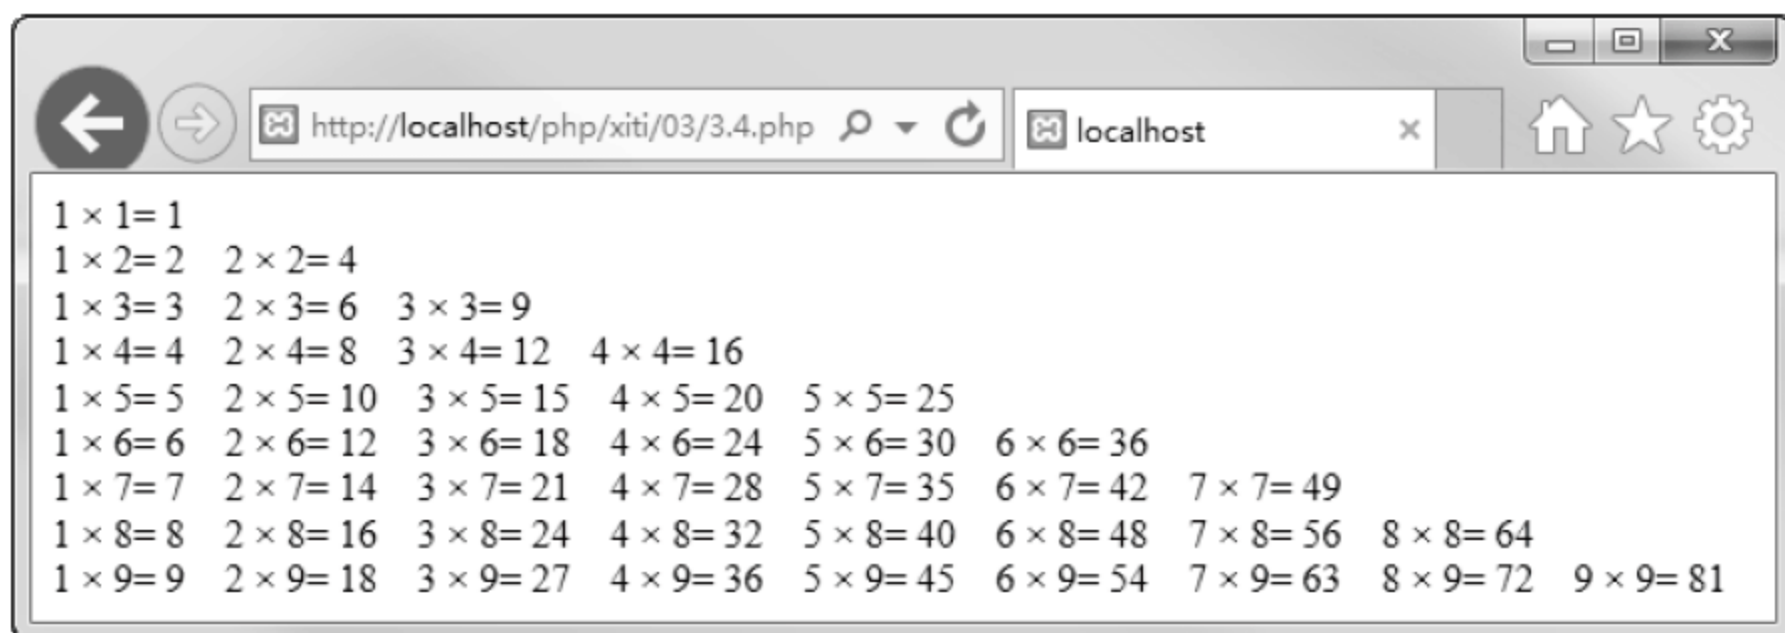 http://localhost/php/xiti/03/3.4.php
localhost
1 × 1= 1
1 × 2= 2 2 × 2= 4
1 × 3= 3 2 × 3= 6 3 × 3= 9
1 × 4= 4 2 × 4= 8 3 × 4= 12 4 × 4= 16
1 × 5= 5 2 × 5= 10 3 × 5= 15 4 × 5= 20 5 × 5= 25
1 × 6= 6 2 × 6= 12 3 × 6= 18 4 × 6= 24 5 × 6= 30 6 × 6= 36
1 × 7= 7 2 × 7= 14 3 × 7= 21 4 × 7= 28 5 × 7= 35 6 × 7= 42 7 × 7= 49
1 × 8= 8 2 × 8= 16 3 × 8= 24 4 × 8= 32 5 × 8= 40 6 × 8= 48 7 × 8= 56 8 × 8= 64
1 × 9= 9 2 × 9= 18 3 × 9= 27 4 × 9= 36 5 × 9= 45 6 × 9= 54 7 × 9= 63 8 × 9= 72 9 × 9= 81